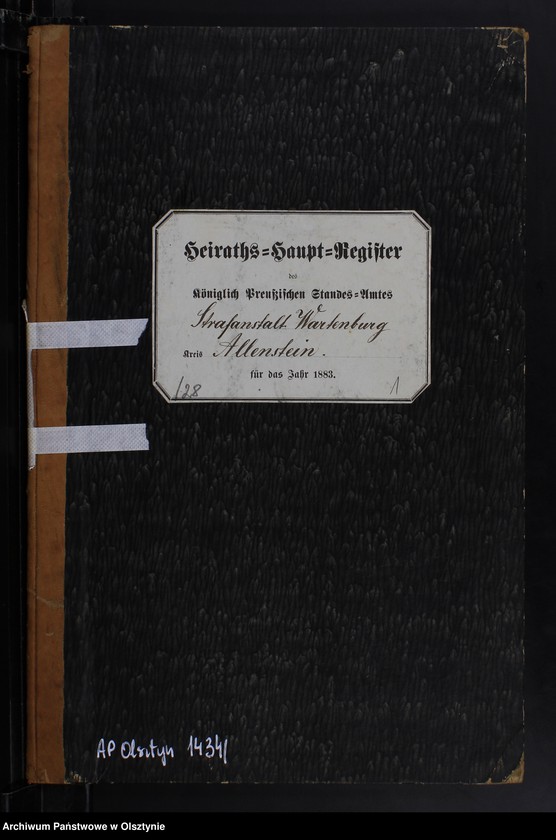 Heiraths-Haupt-Register
des
Königlich Preußischen Standes-Amtes
Strafanstalt Wartenburg
Kreis Allenstein.
für das Jahr 1883.
/28 1
AP Olsztyn 1434/
Archiwum Państwowe w Olsztynie